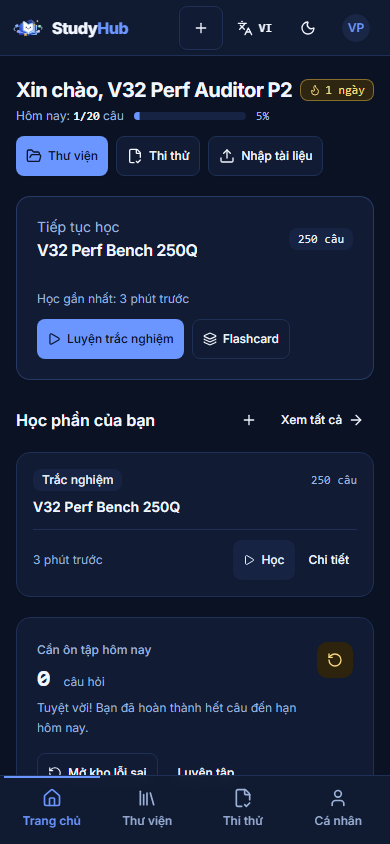 StudyHub
VI
VP
Xin chào, V32 Perf Auditor P2
1 ngày
Hôm nay: 1/20 câu
5%
Thư viện
Thi thử
Nhập tài liệu
Tiếp tục học
V32 Perf Bench 250Q
250 câu
Học gần nhất: 3 phút trước
Luyện trắc nghiệm
Flashcard
Học phần của bạn
Xem tất cả
Trắc nghiệm
250 câu
V32 Perf Bench 250Q
3 phút trước
Học
Chi tiết
Cần ôn tập hôm nay
0 câu hỏi
Tuyệt vời! Bạn đã hoàn thành hết câu đến hạn
hôm nay.
Mở kho lỗi sai
Luyện tập
Trang chủ
Thư viện
Thi thử
Cá nhân